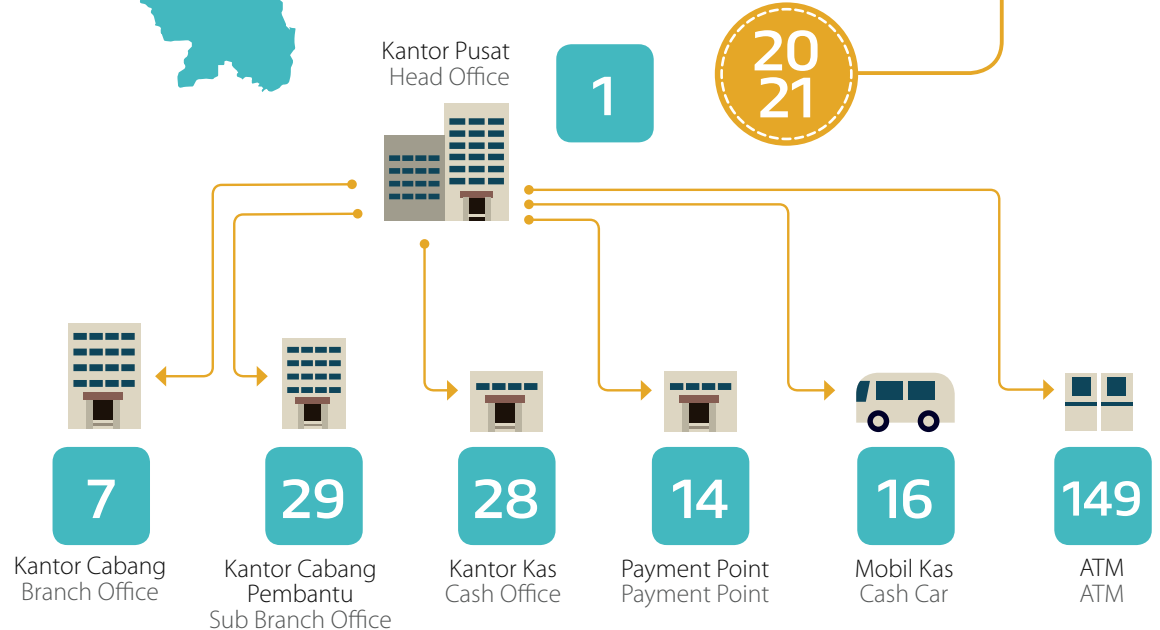 Kantor Pusat
Head Office
1
20
21
7
Kantor Cabang
Branch Office
29
Kantor Cabang
Pembantu
Sub Branch Office
28
Kantor Kas
Cash Office
14
Payment Point
Payment Point
16
Mobil Kas
Cash Car
149
ATM
ATM